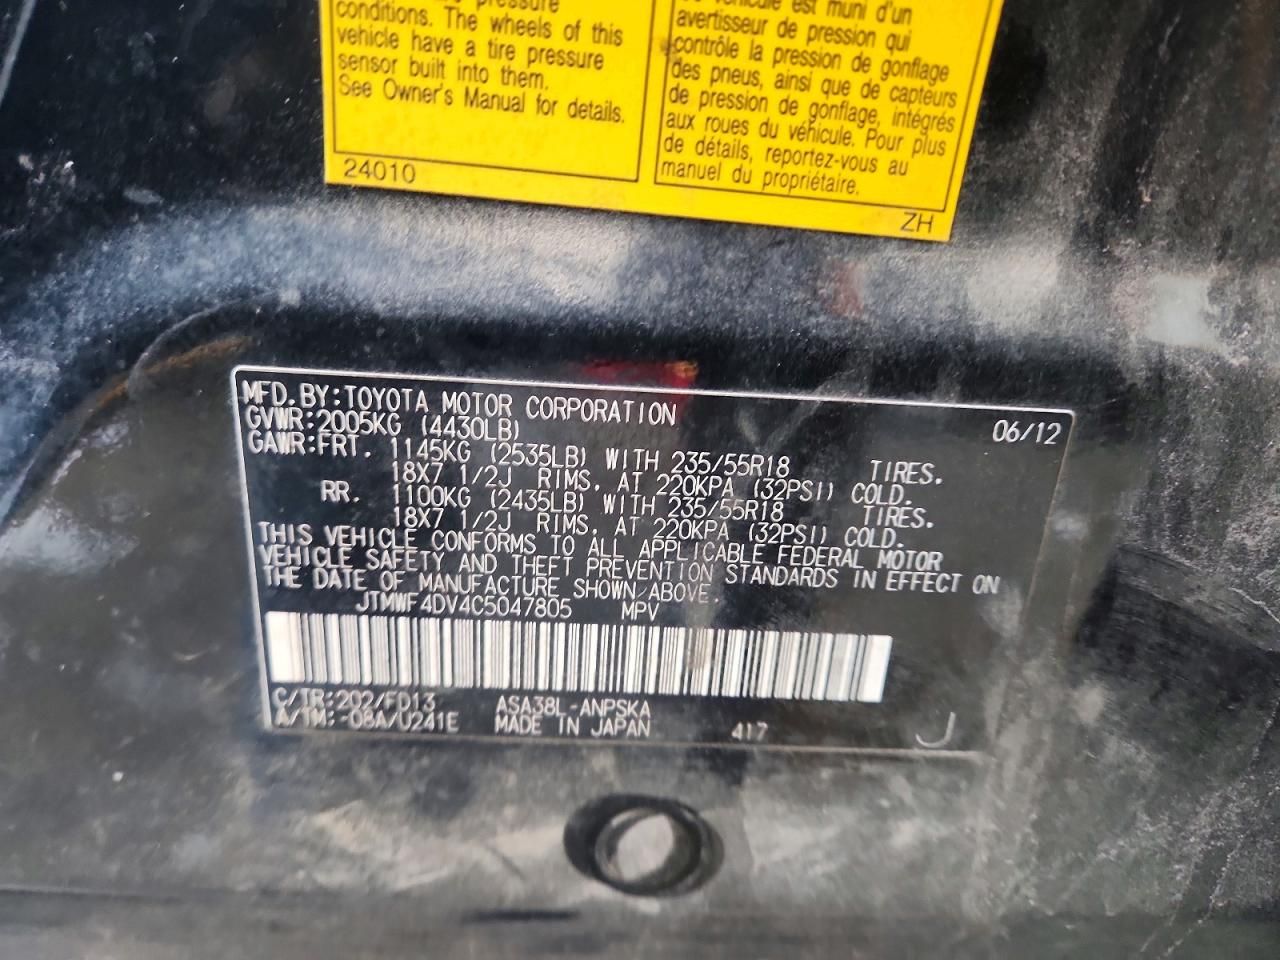 pressure
conditions. The wheels of this
vehicle have a tire pressure
sensor built into them.
See Owner's Manual for details.
24010
véhicule est muni d'un
avertisseur de pression qui
contrôle la pression de gonflage
des pneus, ainsi que de capteurs
de pression de gonflage, intégrés
aux roues du véhicule. Pour plus
de détails, reportez-vous au
manuel du propriétaire.
ZH
MFD.BY:TOYOTA MOTOR CORPORATION 06/12
GVWR:2005KG (4430LB)
GAWR:FRT. 1145KG (2535LB) WITH 235/55R18 TIRES.
18X7 1/2J RIMS. AT 220KPA (32PSI) COLD.
RR. 1100KG (2435LB) WITH 235/55R18 TIRES.
18X7 1/2J RIMS. AT 220KPA (32PSI) COLD.
THIS VEHICLE CONFORMS TO ALL APPLICABLE FEDERAL MOTOR
VEHICLE SAFETY AND THEFT PREVENTION STANDARDS IN EFFECT ON
THE DATE OF MANUFACTURE SHOWN ABOVE.
JTMWF4DV4C5047805 MPV
C/TR:202/FD13 ASA38L-ANPSKA
A/TM:-08A/U241E MADE IN JAPAN 417 J